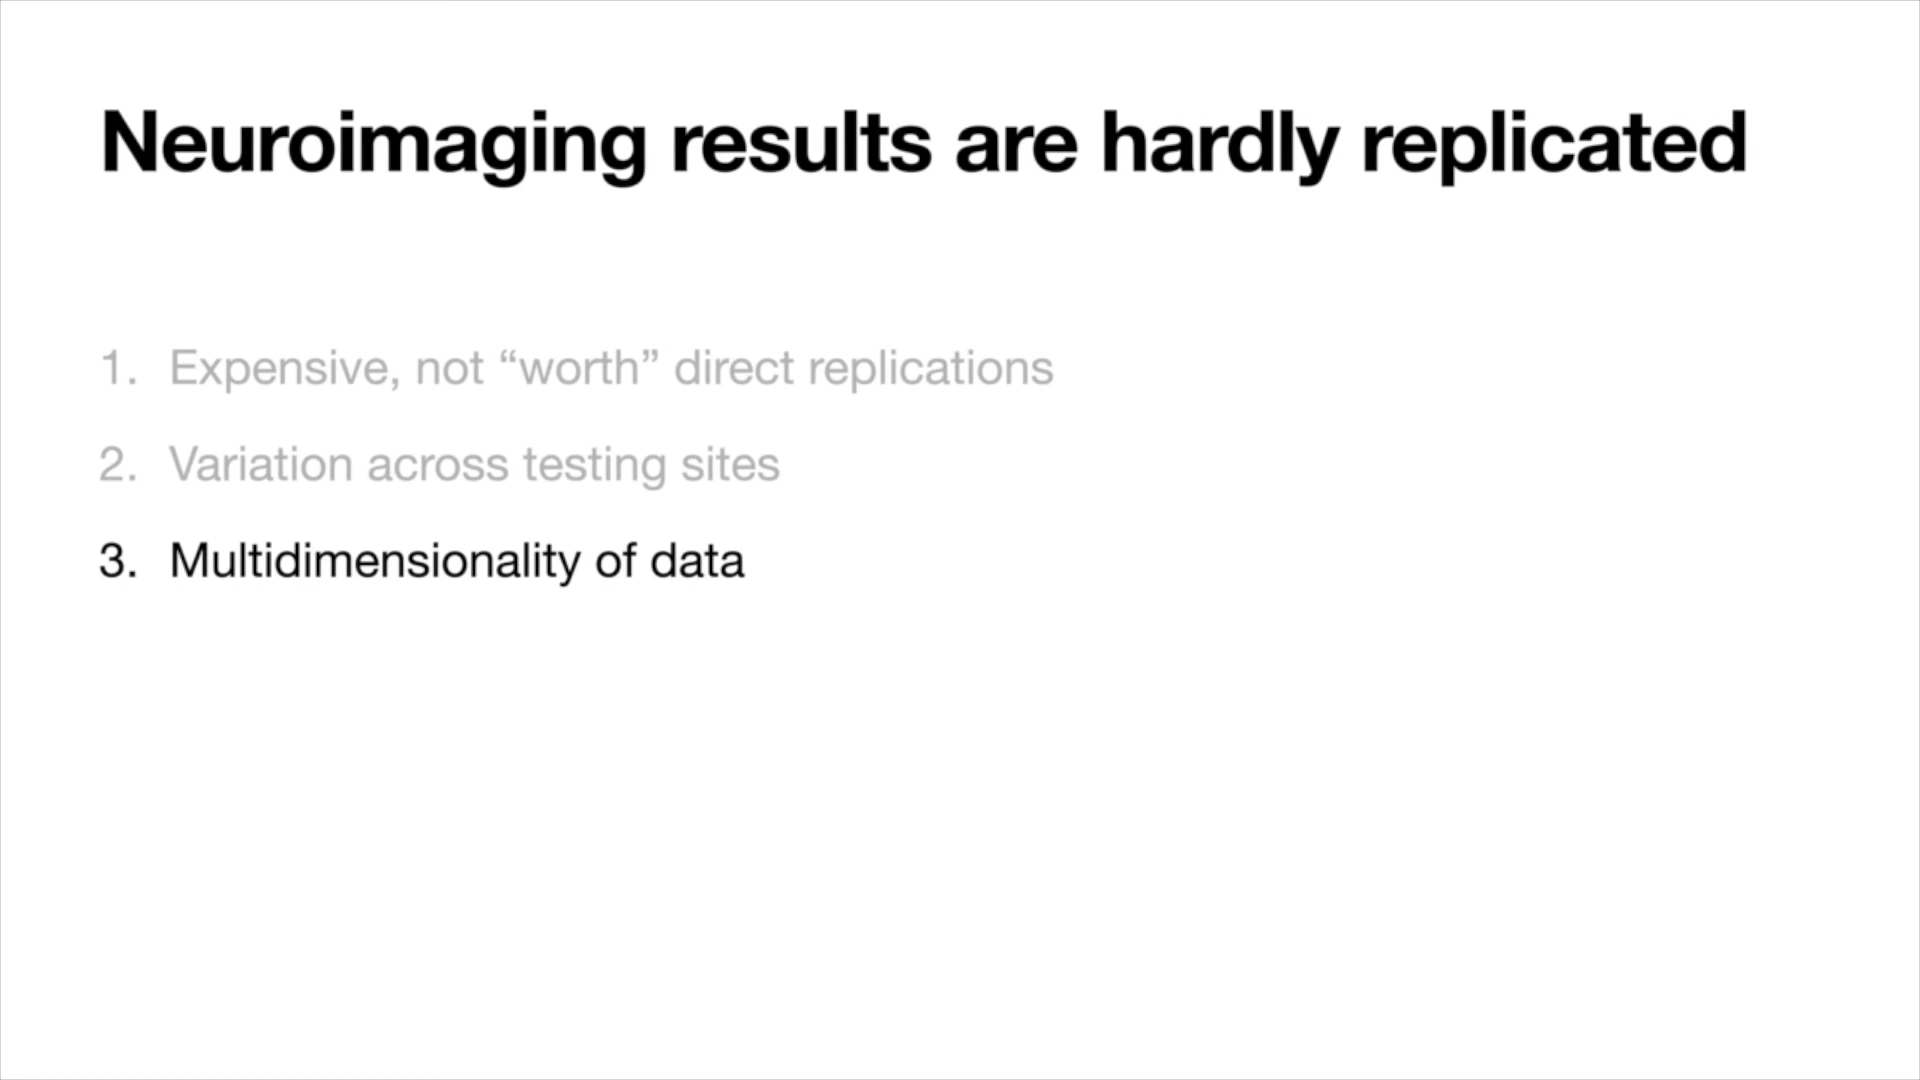 Neuroimaging results are hardly replicated
1. Expensive, not “worth” direct replications
2. Variation across testing sites
3. Multidimensionality of data